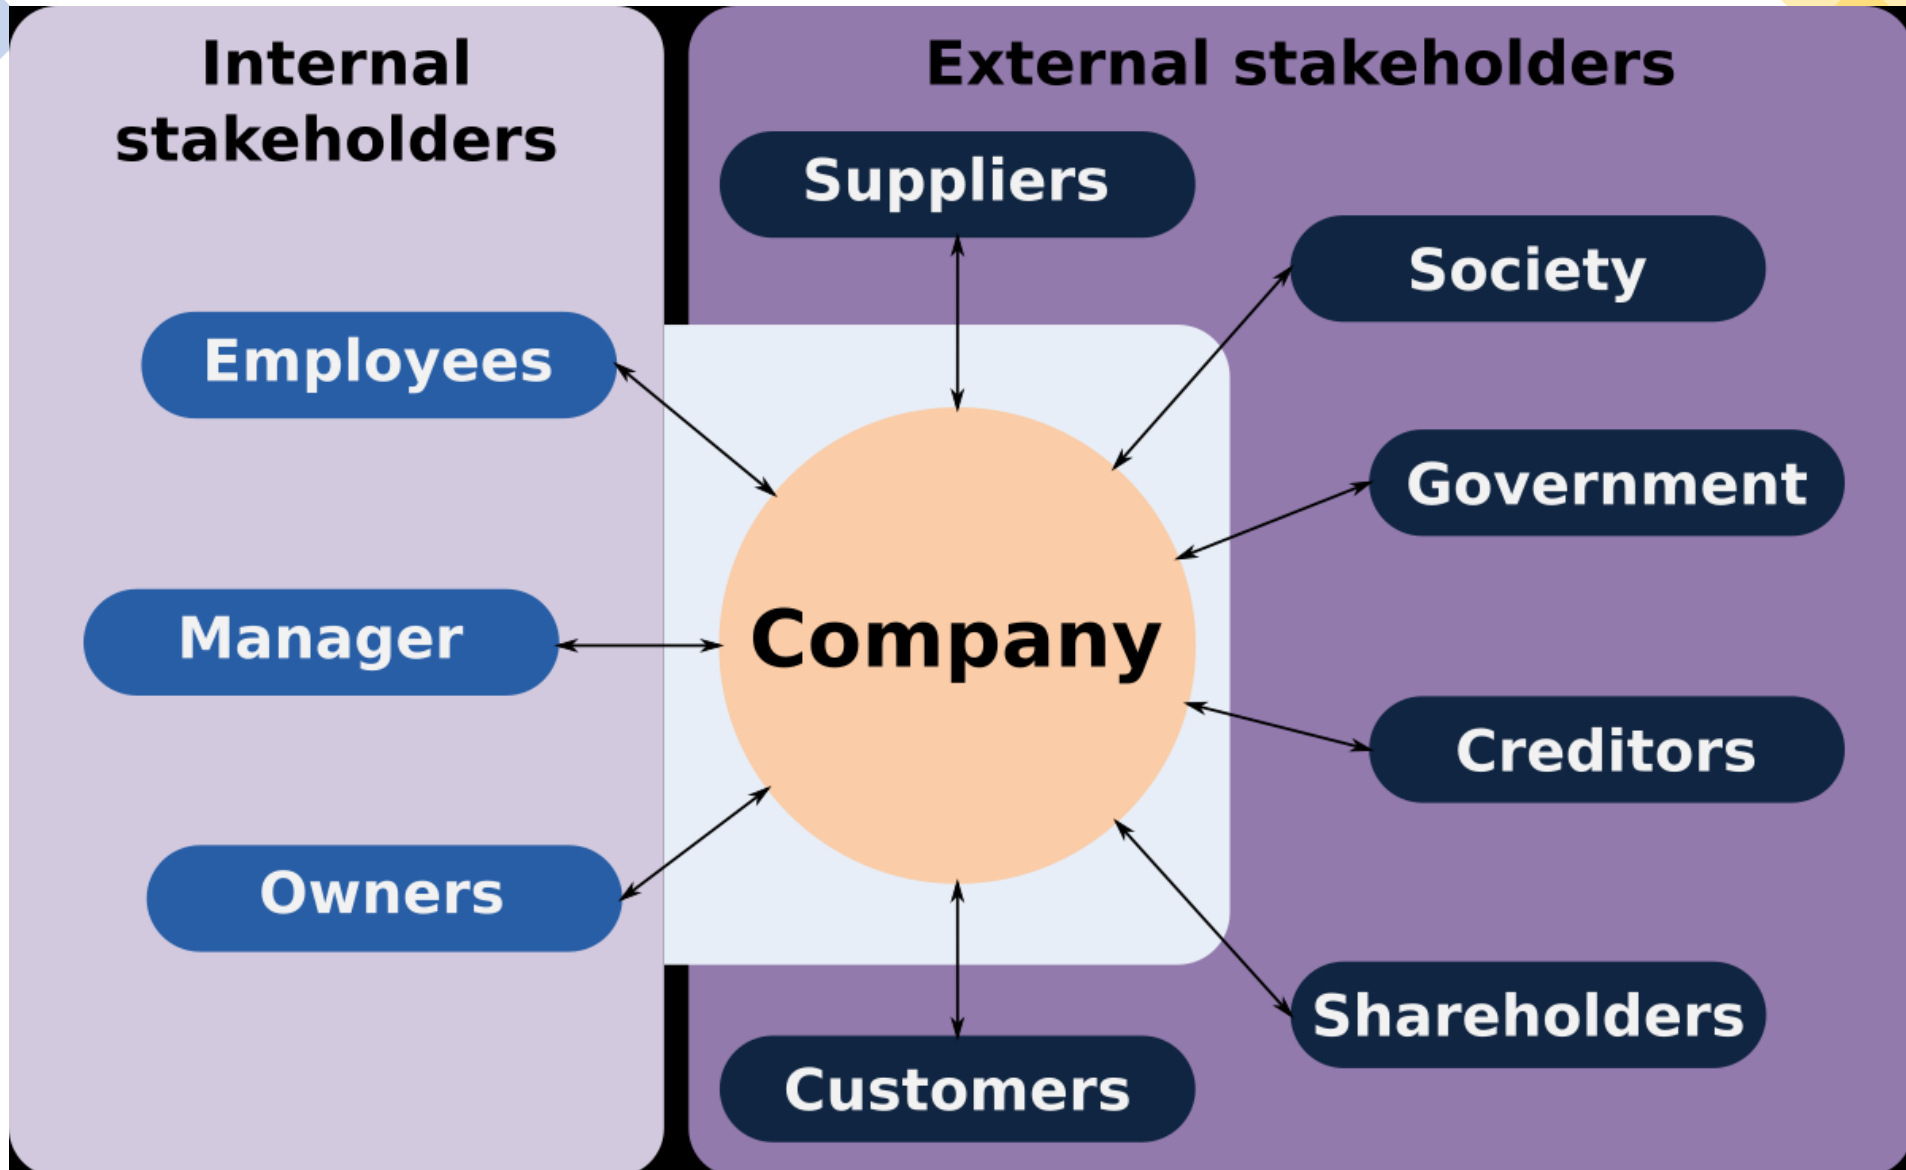 Internal
stakeholders
External stakeholders
Suppliers
Society
Employees
Government
Manager
Company
Creditors
Owners
Shareholders
Customers